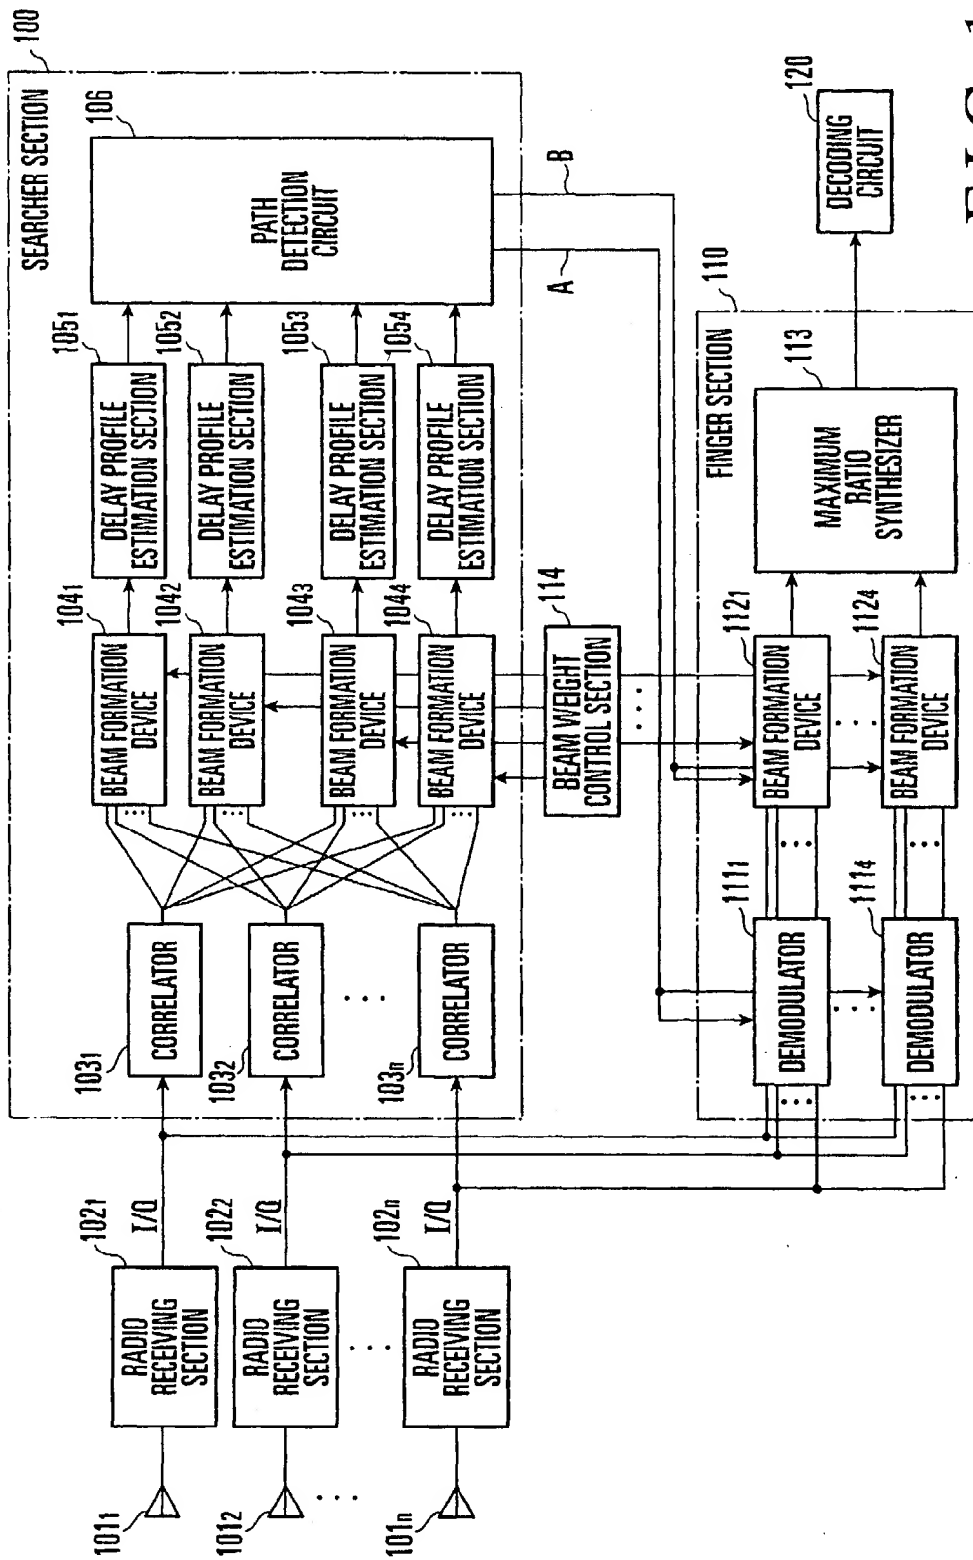 100
SEARCHER SECTION
106
PATH
DETECTION
CIRCUIT
1051
DELAY PROFILE
ESTIMATION SECTION
1052
DELAY PROFILE
ESTIMATION SECTION
1053
DELAY PROFILE
ESTIMATION SECTION
1054
DELAY PROFILE
ESTIMATION SECTION
1041
BEAM FORMATION
DEVICE
1042
BEAM FORMATION
DEVICE
1043
BEAM FORMATION
DEVICE
1044
BEAM FORMATION
DEVICE
1031
CORRELATOR
1032
CORRELATOR
103n
CORRELATOR
1021
I/Q
RADIO
RECEIVING
SECTION
1022
I/Q
RADIO
RECEIVING
SECTION
102n
I/Q
RADIO
RECEIVING
SECTION
1011
1012
101n
A
B
114
BEAM WEIGHT
CONTROL SECTION
110
FINGER SECTION
113
MAXIMUM
RATIO
SYNTHESIZER
1121
BEAM FORMATION
DEVICE
1124
BEAM FORMATION
DEVICE
1111
DEMODULATOR
1114
DEMODULATOR
120
DECODING
CIRCUIT